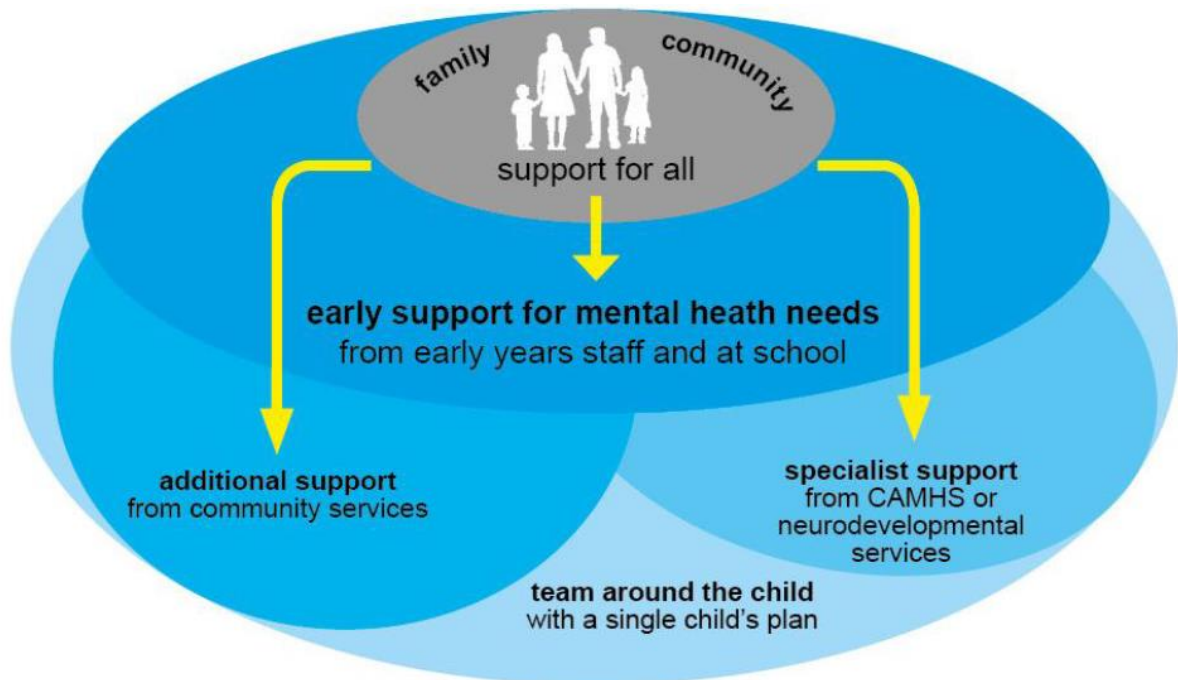 family
community
support for all
early support for mental heath needs
from early years staff and at school
additional support
from community services
specialist support
from CAMHS or
neurodevelopmental
services
team around the child
with a single child's plan